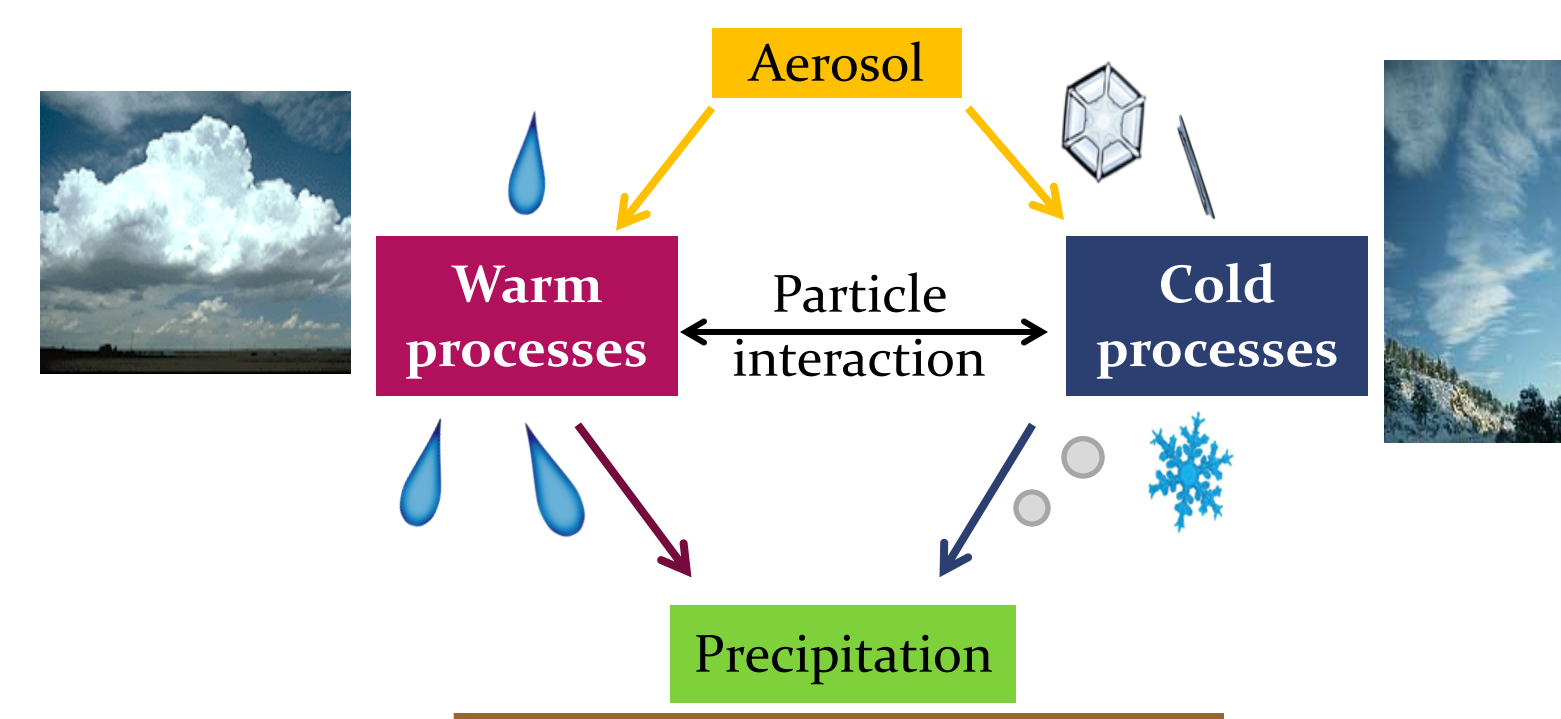 Aerosol
Warm
processes
Particle
interaction
Cold
processes
Precipitation